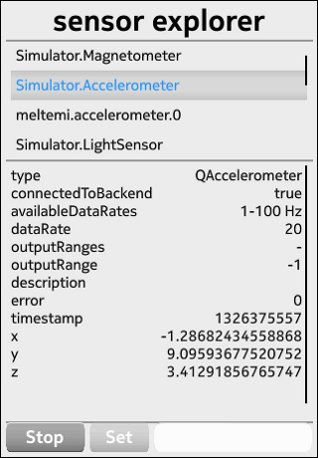 sensor explorer
Simulator.Magnetometer
Simulator.Accelerometer
meltemi.accelerometer.0
Simulator.LightSensor
type QAccelerometer
connectedToBackend true
availableDataRates 1-100 Hz
dataRate 20
outputRanges -
outputRange -1
description
error 0
timestamp 1326375557
x -1.28682434558868
y 9.09593677520752
z 3.41291856765747
Stop Set